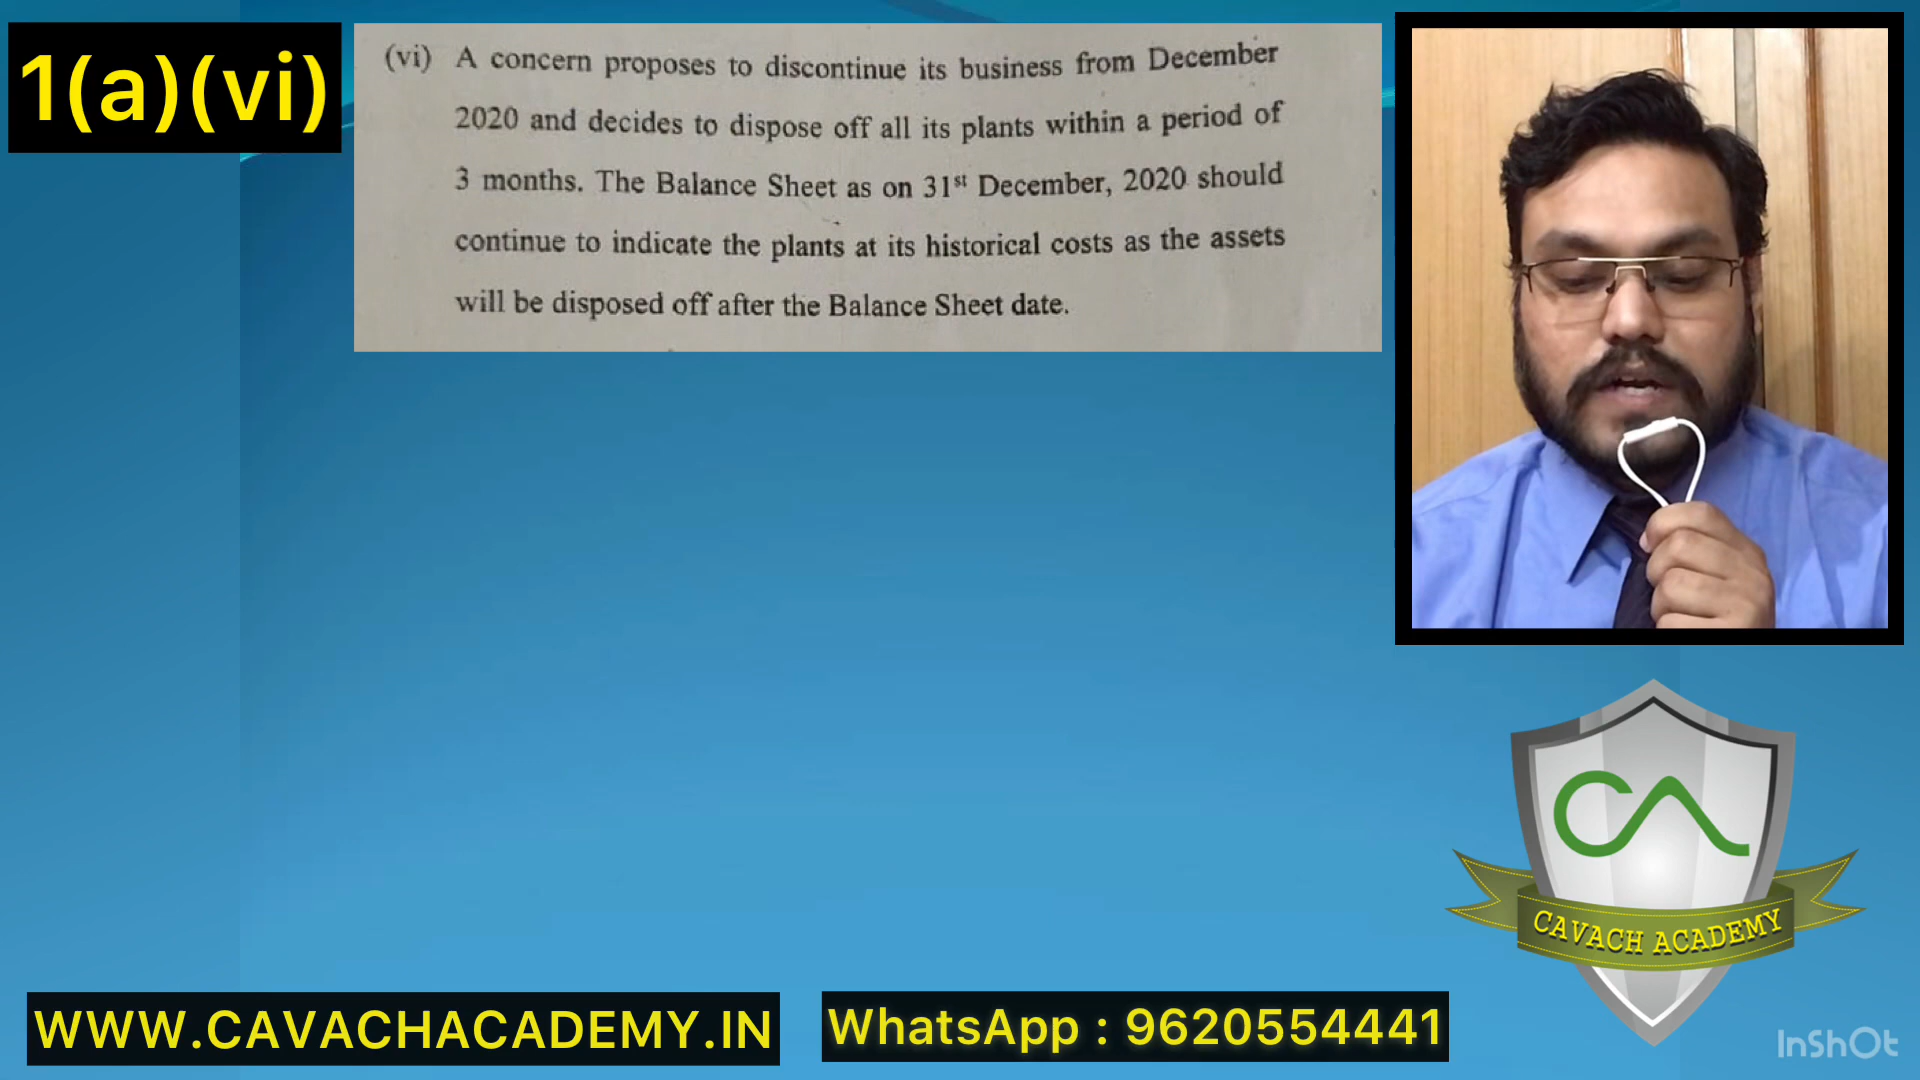 1(a)(vi)
(vi) A concern proposes to discontinue its business from December
2020 and decides to dispose off all its plants within a period of
3 months. The Balance Sheet as on 31st December, 2020 should
continue to indicate the plants at its historical costs as the assets
will be disposed off after the Balance Sheet date.
CA
CAVACH ACADEMY
WWW.CAVACHACADEMY.IN
WhatsApp : 9620554441
InShOt